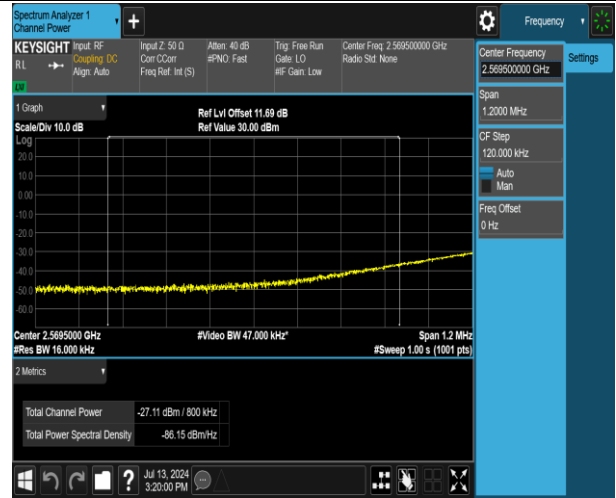 Spectrum Analyzer 1
Channel Power
+
Frequency
KEYSIGHT
RL
LW
Input: RF
Coupling: DC
Align: Auto
Input Z: 50 Ω
Corr CCorr
Freq Ref: Int (S)
Atten: 40 dB
#PNO: Fast
Trig: Free Run
Gate: LO
#IF Gain: Low
Center Freq: 2.569500000 GHz
Radio Std: None
Center Frequency
2.569500000 GHz
Settings
Span
1.2000 MHz
CF Step
120.000 kHz
Auto
Man
Freq Offset
0 Hz
1 Graph
Scale/Div 10.0 dB
Ref Lvl Offset 11.69 dB
Ref Value 30.00 dBm
Log
20.0
10.0
0.00
-10.0
-20.0
-30.0
-40.0
-50.0
-60.0
Center 2.5695000 GHz
#Video BW 47.000 kHz*
Span 1.2 MHz
#Res BW 16.000 kHz
#Sweep 1.00 s (1001 pts)
2 Metrics
Total Channel Power -27.11 dBm / 800 kHz
Total Power Spectral Density -86.15 dBm/Hz
?
Jul 13, 2024
3:20:00 PM